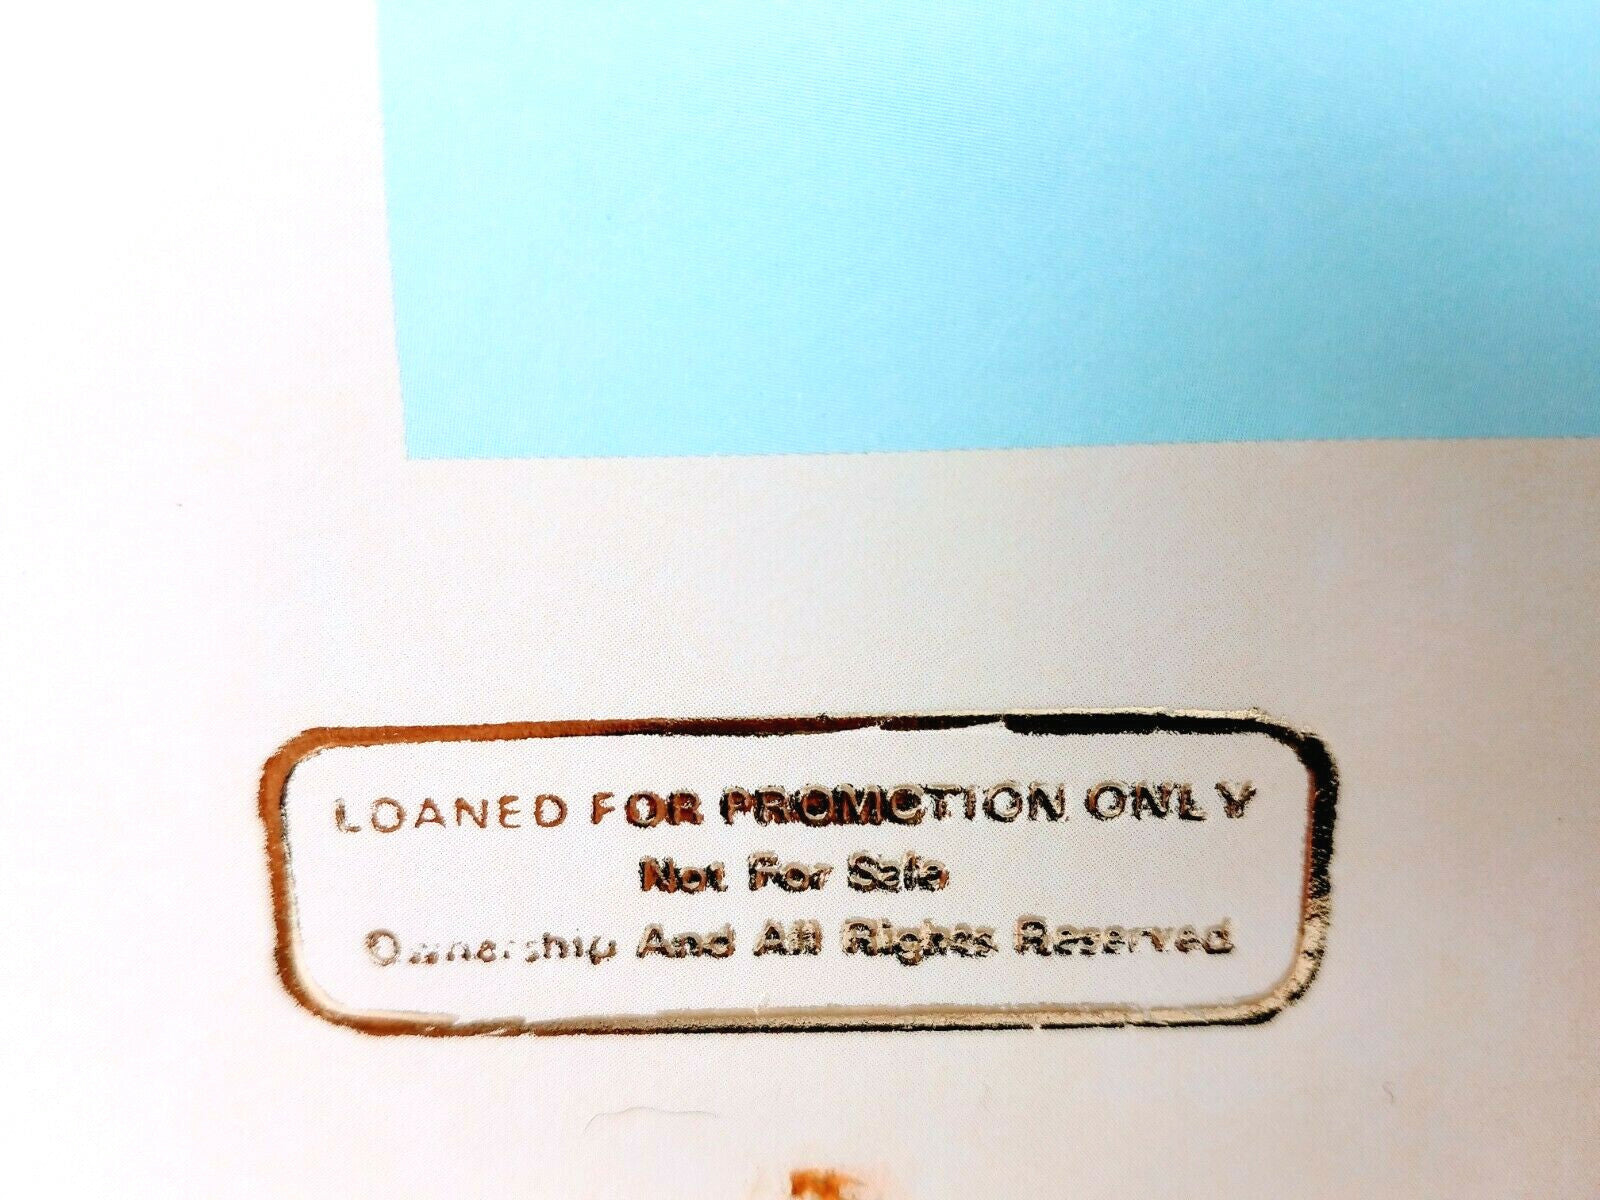 LOANED FOR PROMOTION ONLY
Not For Sale
Ownership And All Rights Reserved